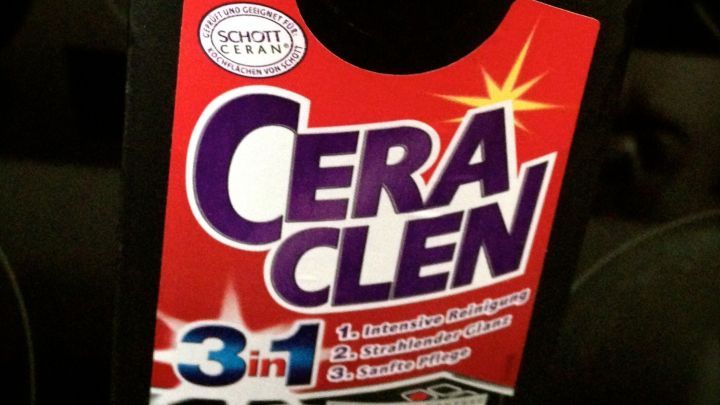 GEPRÜFT UND GEEIGNET FÜR
SCHOTT
CERAN®
KOCHFLÄCHEN VON SCHOTT
CERA
CLEN
3in1
1. Intensive Reinigung
2. Strahlender Glanz
3. Sanfte Pflege